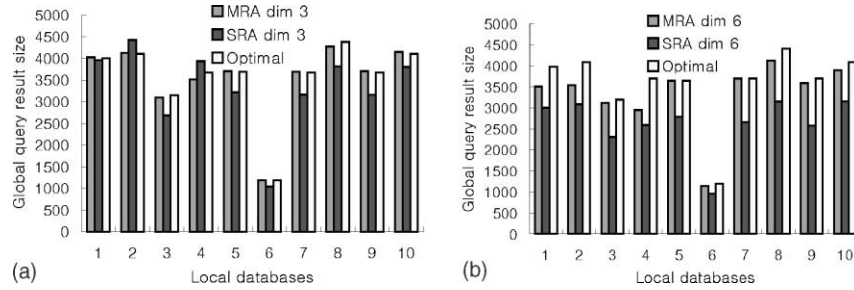 MRA dim 3
SRA dim 3
Optimal
Global query result size
5000
4500
4000
3500
3000
2500
2000
1500
1000
500
0
1 2 3 4 5 6 7 8 9 10
Local databases
(a)
MRA dim 6
SRA dim 6
Optimal
Global query result size
5000
4500
4000
3500
3000
2500
2000
1500
1000
500
0
1 2 3 4 5 6 7 8 9 10
Local databases
(b)